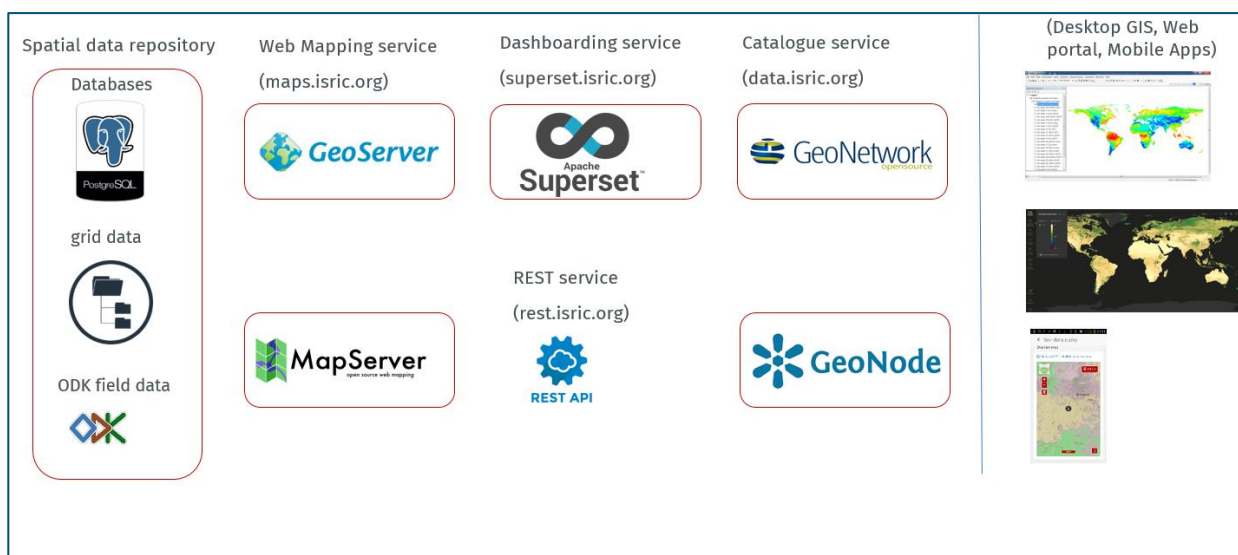 Spatial data repository
Databases
PostgreSQL
grid data
ODK field data
ODK
Web Mapping service
(maps.isric.org)
GeoServer
MapServer
open source web mapping
Dashboarding service
(superset.isric.org)
Apache
Superset™
REST service
(rest.isric.org)
REST API
Catalogue service
(data.isric.org)
GeoNetwork
opensource
GeoNode
(Desktop GIS, Web
portal, Mobile Apps)